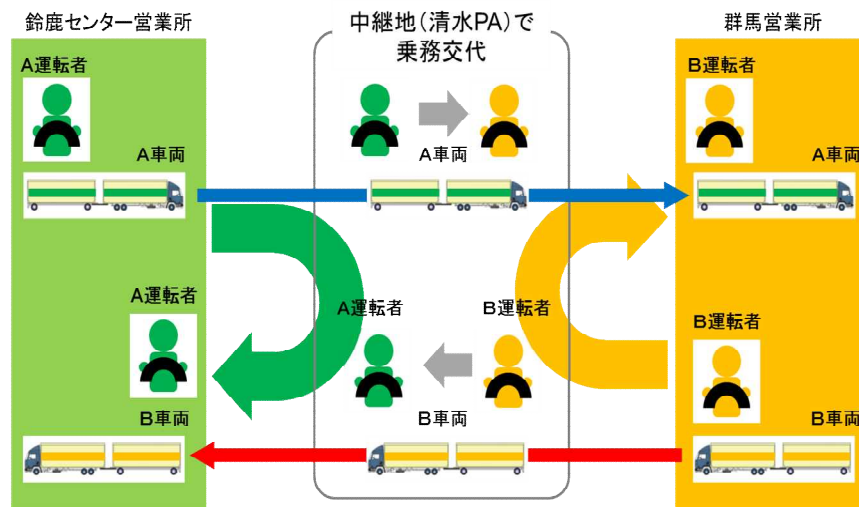 鈴鹿センター営業所
中継地(清水PA)で
乗務交代
群馬営業所
A運転者
B運転者
A車両
A車両
A車両
A運転者
A運転者
B運転者
B運転者
B車両
B車両
B車両